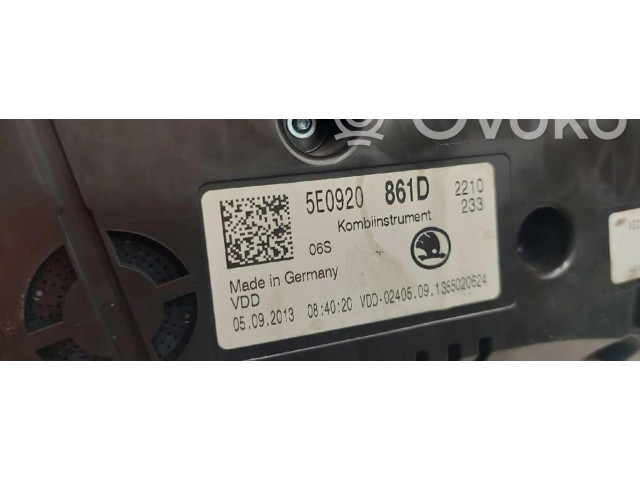 Ovoko
5E0920 861D 2210
233
Kombiinstrument
06S
Made in Germany
VDD
05.09.2013 08:40:20 VDD-02405.09.1355020624